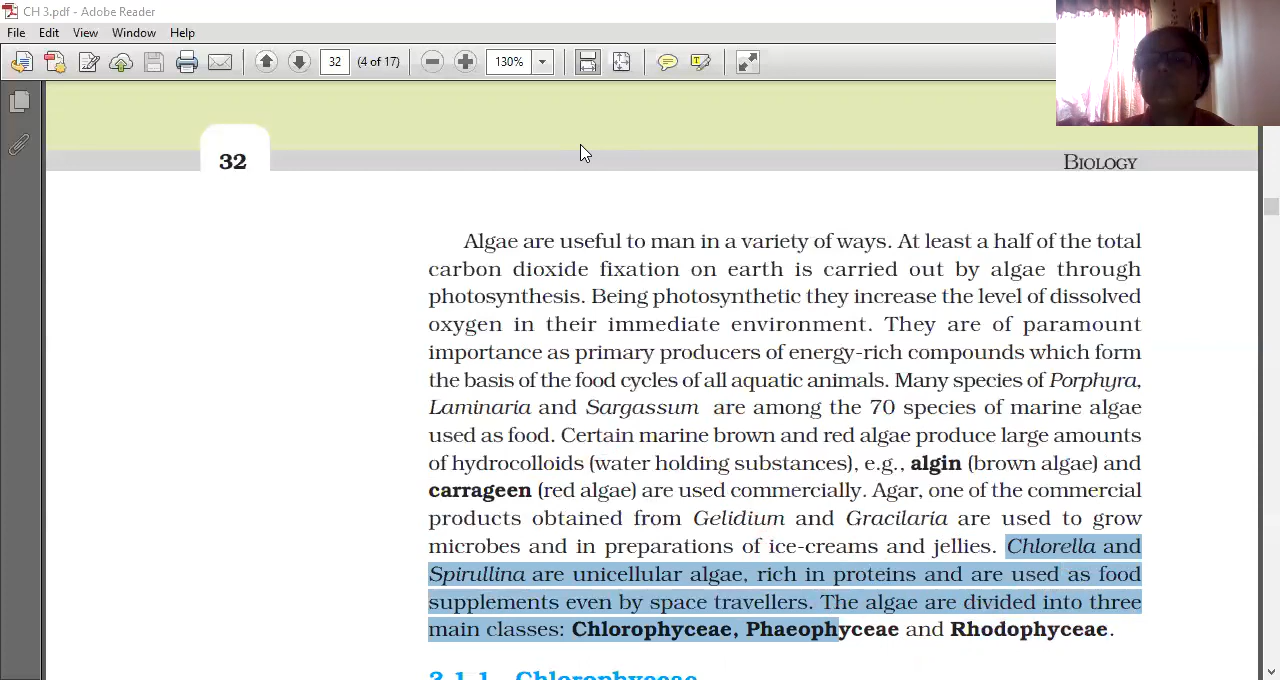 CH 3.pdf - Adobe Reader
File Edit View Window Help
32 (4 of 17) 130%
32
BIOLOGY
Algae are useful to man in a variety of ways. At least a half of the total
carbon dioxide fixation on earth is carried out by algae through
photosynthesis. Being photosynthetic they increase the level of dissolved
oxygen in their immediate environment. They are of paramount
importance as primary producers of energy-rich compounds which form
the basis of the food cycles of all aquatic animals. Many species of Porphyra,
Laminaria and Sargassum are among the 70 species of marine algae
used as food. Certain marine brown and red algae produce large amounts
of hydrocolloids (water holding substances), e.g., algin (brown algae) and
carrageen (red algae) are used commercially. Agar, one of the commercial
products obtained from Gelidium and Gracilaria are used to grow
microbes and in preparations of ice-creams and jellies. Chlorella and
Spirullina are unicellular algae, rich in proteins and are used as food
supplements even by space travellers. The algae are divided into three
main classes: Chlorophyceae, Phaeophyceae and Rhodophyceae.
3.1.1 Chlorophyceae